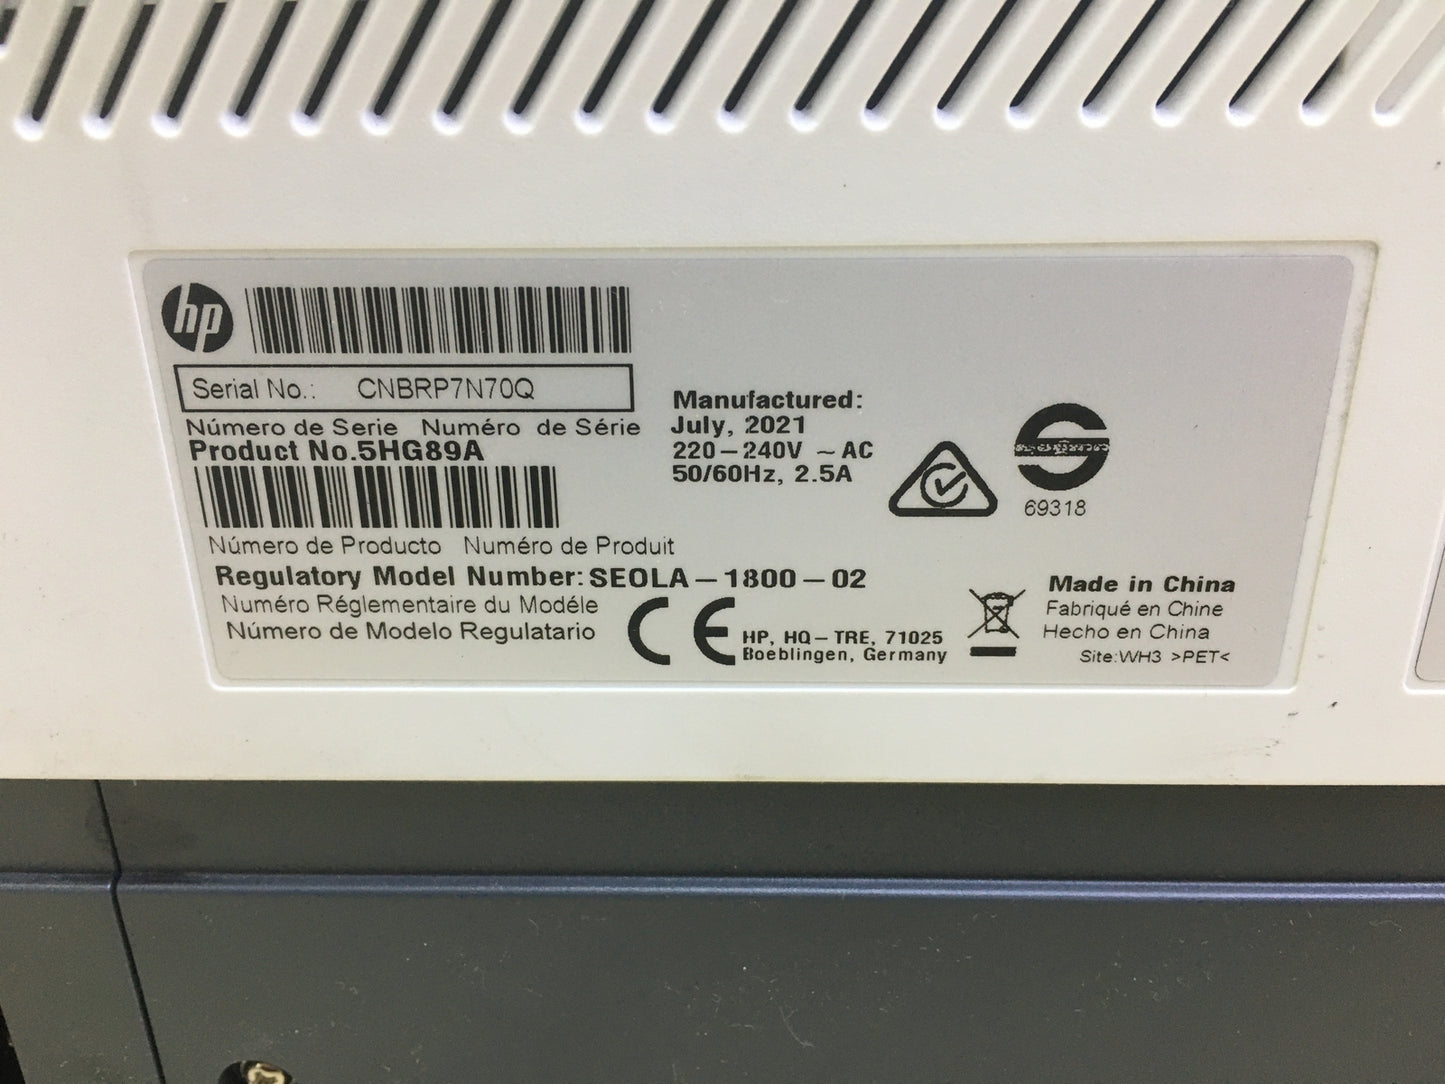 hp
Serial No.: CNBRP7N70Q
Número de Serie Numéro de Série
Product No.5HG89A
Número de Producto Numéro de Produit
Regulatory Model Number: SEOLA-1800-02
Numéro Réglementaire du Modéle
Número de Modelo Regulatario
Manufactured:
July, 2021
220-240V ~ AC
50/60Hz, 2.5A
69318
CE
HP, HQ-TRE, 71025
Boeblingen, Germany
Made in China
Fabriqué en Chine
Hecho en China
Site:WH3 >PET<